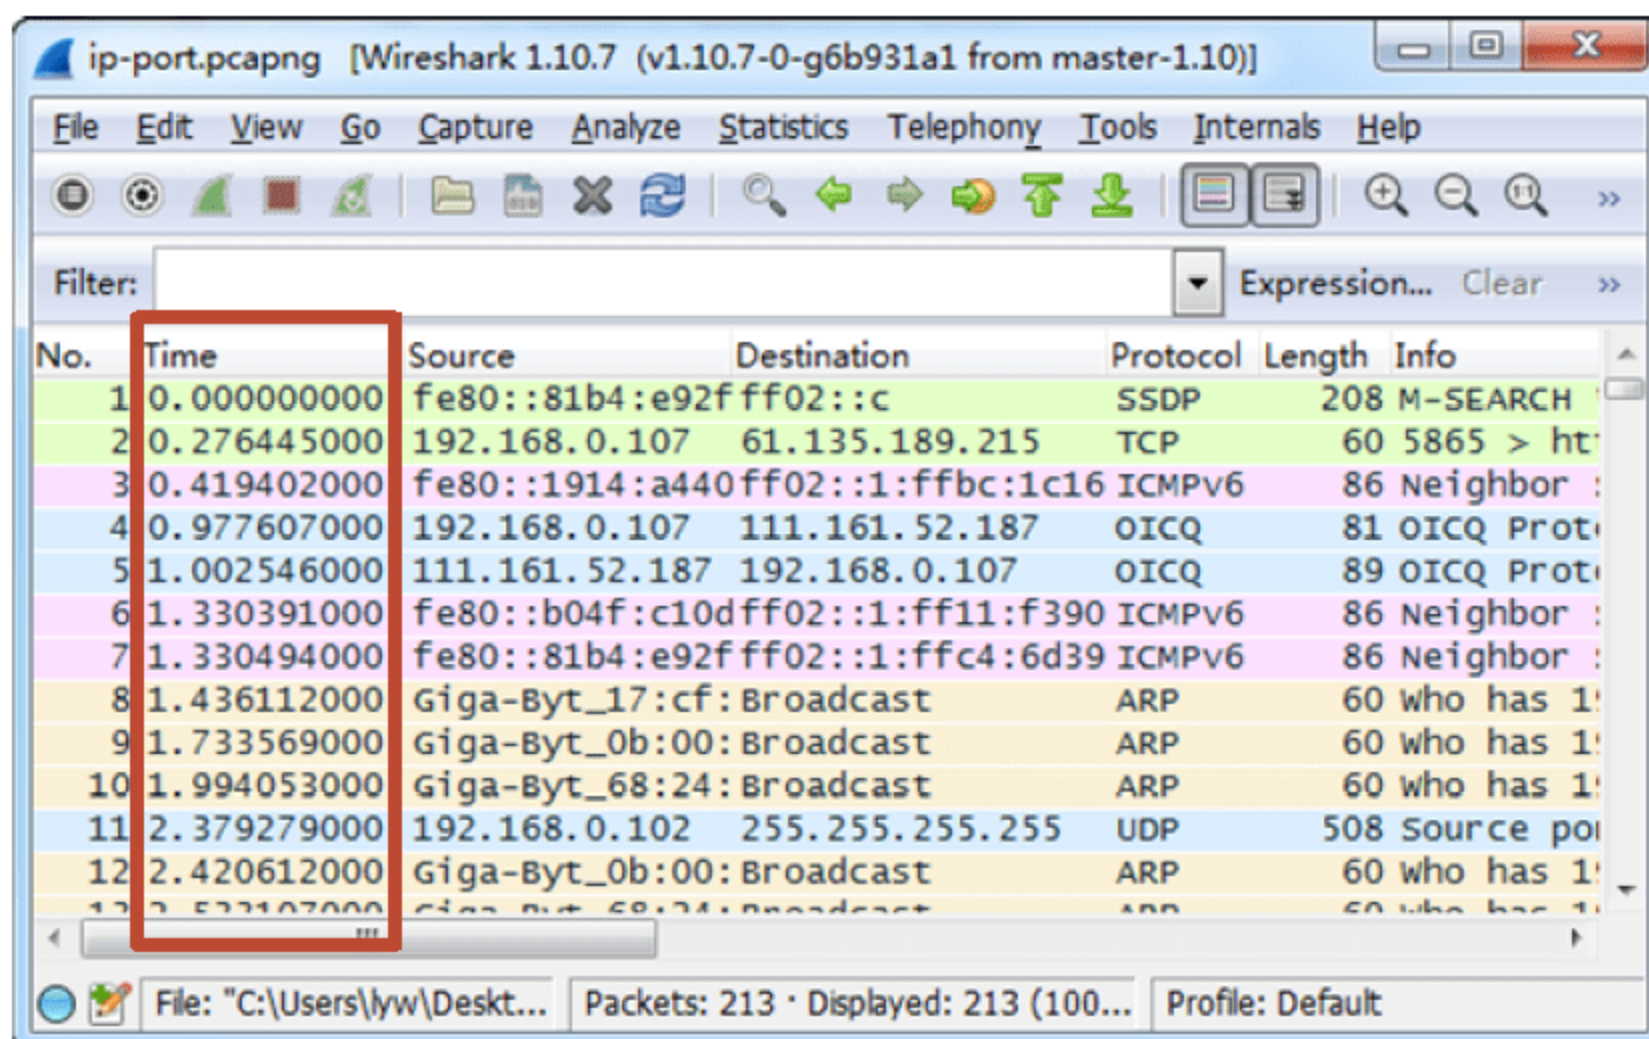 ip-port.pcapng [Wireshark 1.10.7 (v1.10.7-0-g6b931a1 from master-1.10)]
File Edit View Go Capture Analyze Statistics Telephony Tools Internals Help
Filter: Expression... Clear
No. Time Source Destination Protocol Length Info
1 0.000000000 fe80::81b4:e92f ff02::c SSDP 208 M-SEARCH
2 0.276445000 192.168.0.107 61.135.189.215 TCP 60 5865 > ht
3 0.419402000 fe80::1914:a440 ff02::1:ffbc:1c16 ICMPv6 86 Neighbor
4 0.977607000 192.168.0.107 111.161.52.187 OICQ 81 OICQ Prot
5 1.002546000 111.161.52.187 192.168.0.107 OICQ 89 OICQ Prot
6 1.330391000 fe80::b04f:c10d ff02::1:ff11:f390 ICMPv6 86 Neighbor
7 1.330494000 fe80::81b4:e92f ff02::1:ffc4:6d39 ICMPv6 86 Neighbor
8 1.436112000 Giga-Byt_17:cf: Broadcast ARP 60 Who has 1
9 1.733569000 Giga-Byt_0b:00: Broadcast ARP 60 Who has 1
10 1.994053000 Giga-Byt_68:24: Broadcast ARP 60 Who has 1
11 2.379279000 192.168.0.102 255.255.255.255 UDP 508 Source po
12 2.420612000 Giga-Byt_0b:00: Broadcast ARP 60 Who has 1
File: "C:\Users\lyw\Deskt... Packets: 213 · Displayed: 213 (100... Profile: Default